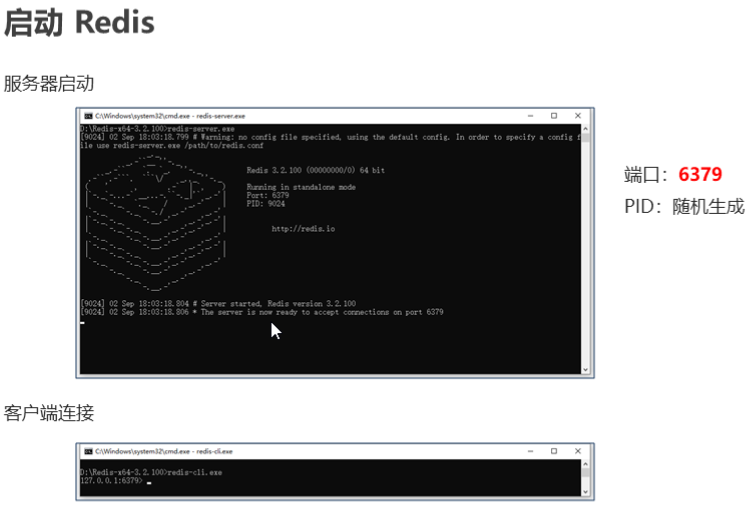 启动 Redis
服务器启动
C:\Windows\system32\cmd.exe - redis-server.exe
D:\Redis-x64-3.2.100>redis-server.exe
[9024] 02 Sep 18:03:18.799 # Warning: no config file specified, using the default config. In order to specify a config f
ile use redis-server.exe /path/to/redis.conf
Redis 3.2.100 (00000000/0) 64 bit
Running in standalone mode
Port: 6379
PID: 9024
http://redis.io
[9024] 02 Sep 18:03:18.804 # Server started, Redis version 3.2.100
[9024] 02 Sep 18:03:18.806 * The server is now ready to accept connections on port 6379
端口：6379
PID：随机生成
客户端连接
C:\Windows\system32\cmd.exe - redis-cli.exe
D:\Redis-x64-3.2.100>redis-cli.exe
127.0.0.1:6379>